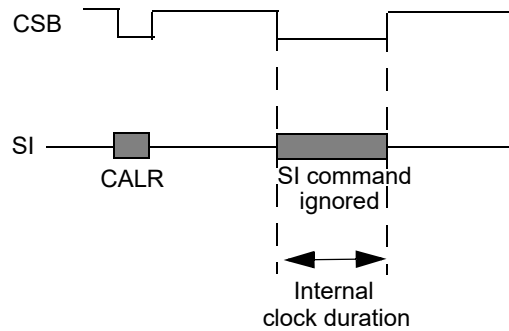 CSB
SI
CALR
SI command
ignored
Internal
clock duration